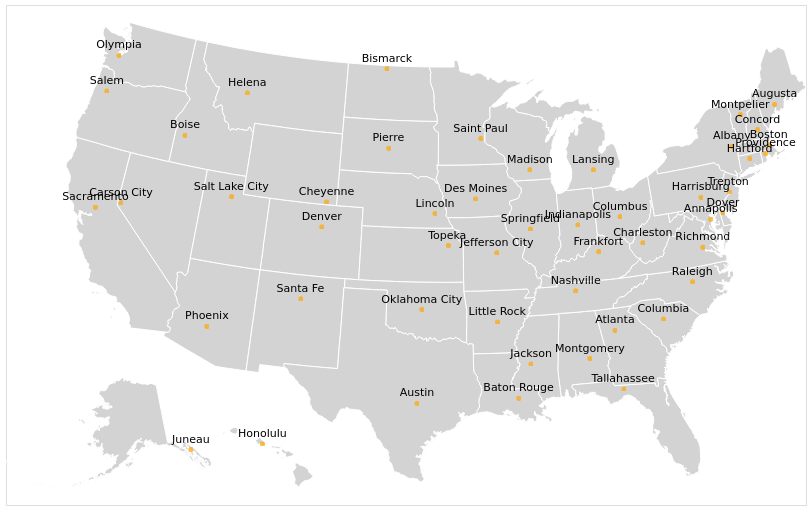 Olympia
Bismarck
Salem
Helena
Augusta
Montpelier
Concord
Boise
Saint Paul
Pierre
Albany
Boston
Providence
Hartford
Madison
Lansing
Trenton
Salt Lake City
Des Moines
Harrisburg
Carson City
Cheyenne
Sacramento
Lincoln
Dover
Columbus
Annapolis
Denver
Springfield
Indianapolis
Topeka
Charleston
Richmond
Jefferson City
Frankfort
Raleigh
Nashville
Santa Fe
Oklahoma City
Phoenix
Little Rock
Columbia
Atlanta
Jackson
Montgomery
Tallahassee
Baton Rouge
Austin
Juneau
Honolulu